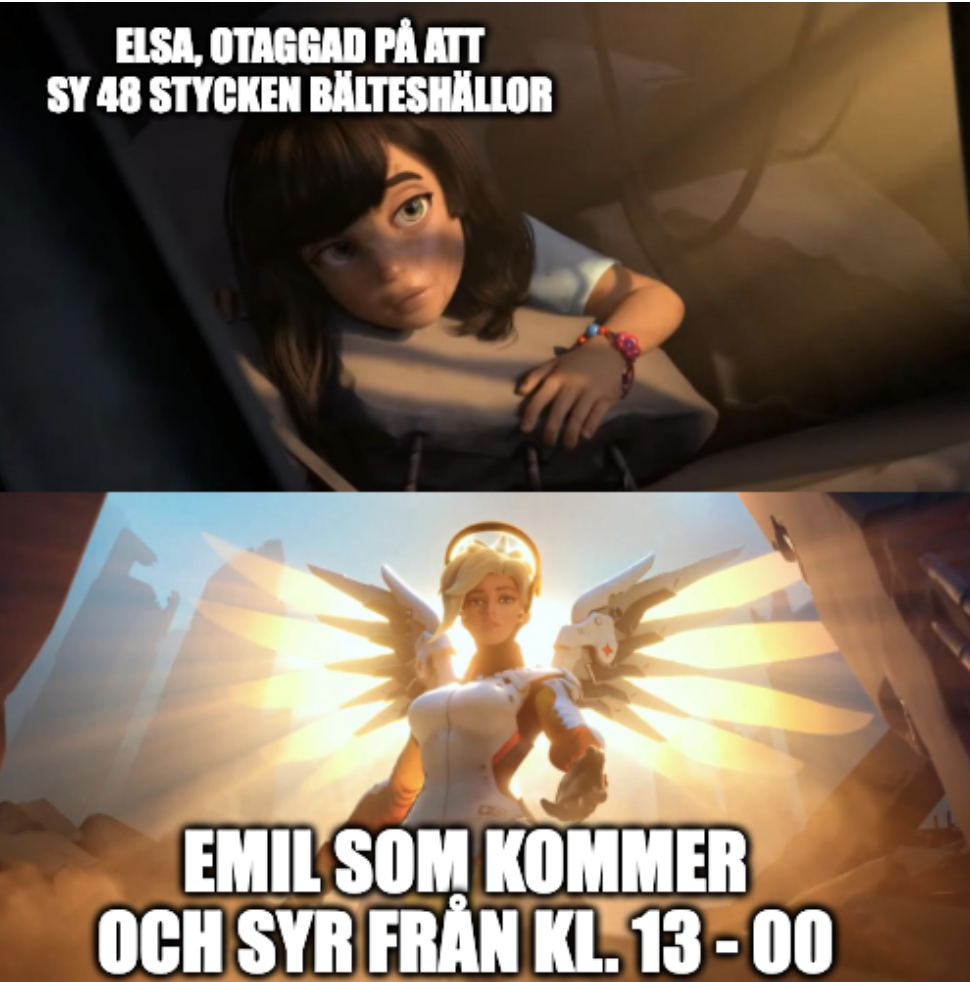 ELSA, OTAGGAD PÅ ATT
SY 48 STYCKEN BÄLTESHÄLLOR
EMIL SOM KOMMER
OCH SYR FRÅN KL. 13 - 00